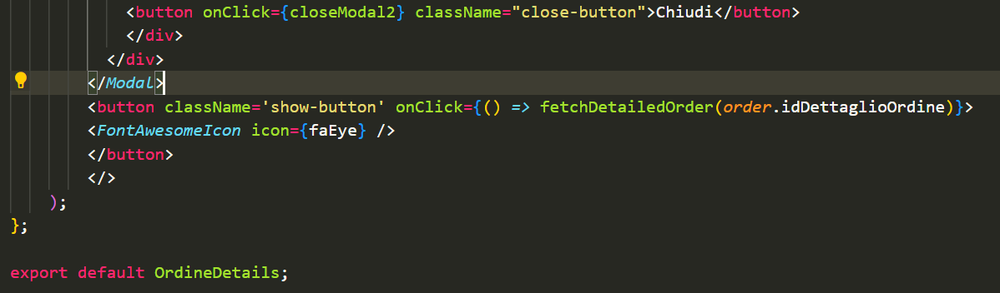 <button onClick={closeModal2} className="close-button">Chiudi</button>
</div>
</div>
</Modal>
<button className='show-button' onClick={() => fetchDetailedOrder(order.idDettaglioOrdine)}>
<FontAwesomeIcon icon={faEye} />
</button>
</>
);
};
export default OrdineDetails;